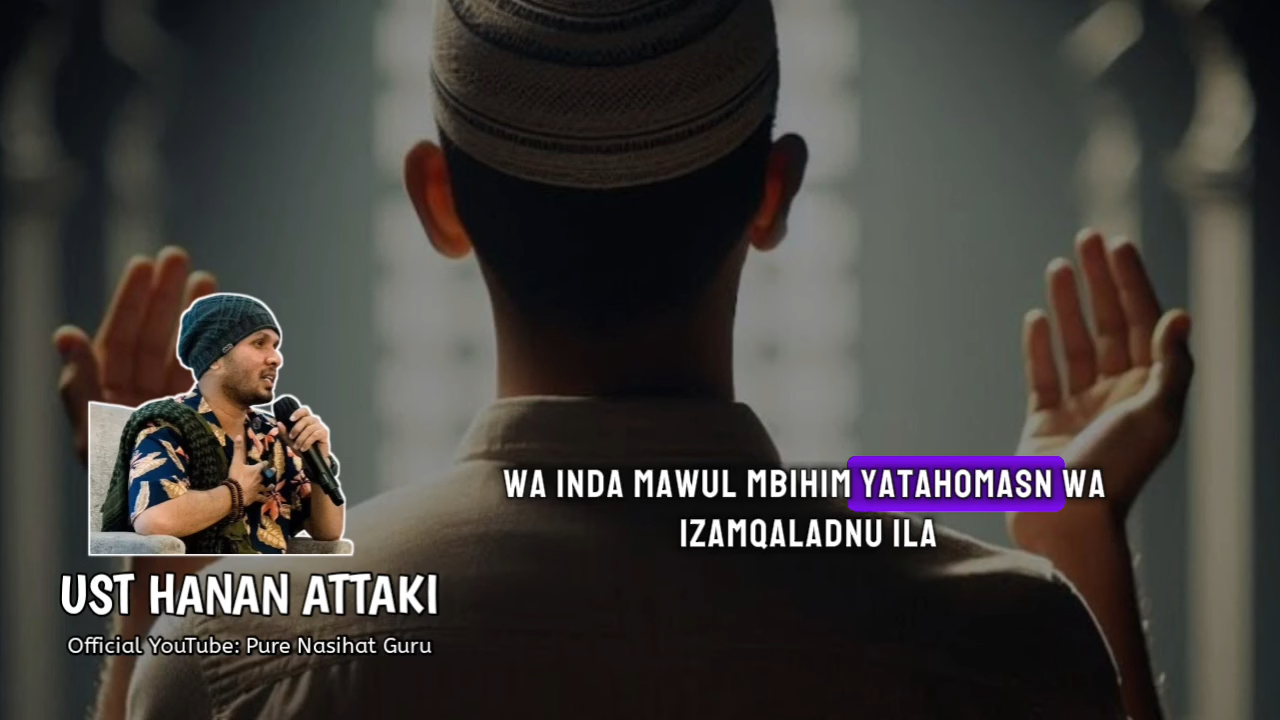 WA INDA MAWUL MBIHIM YATAHOMASN WA
IZAMQALADNU ILA
UST HANAN ATTAKI
Official YouTube: Pure Nasihat Guru